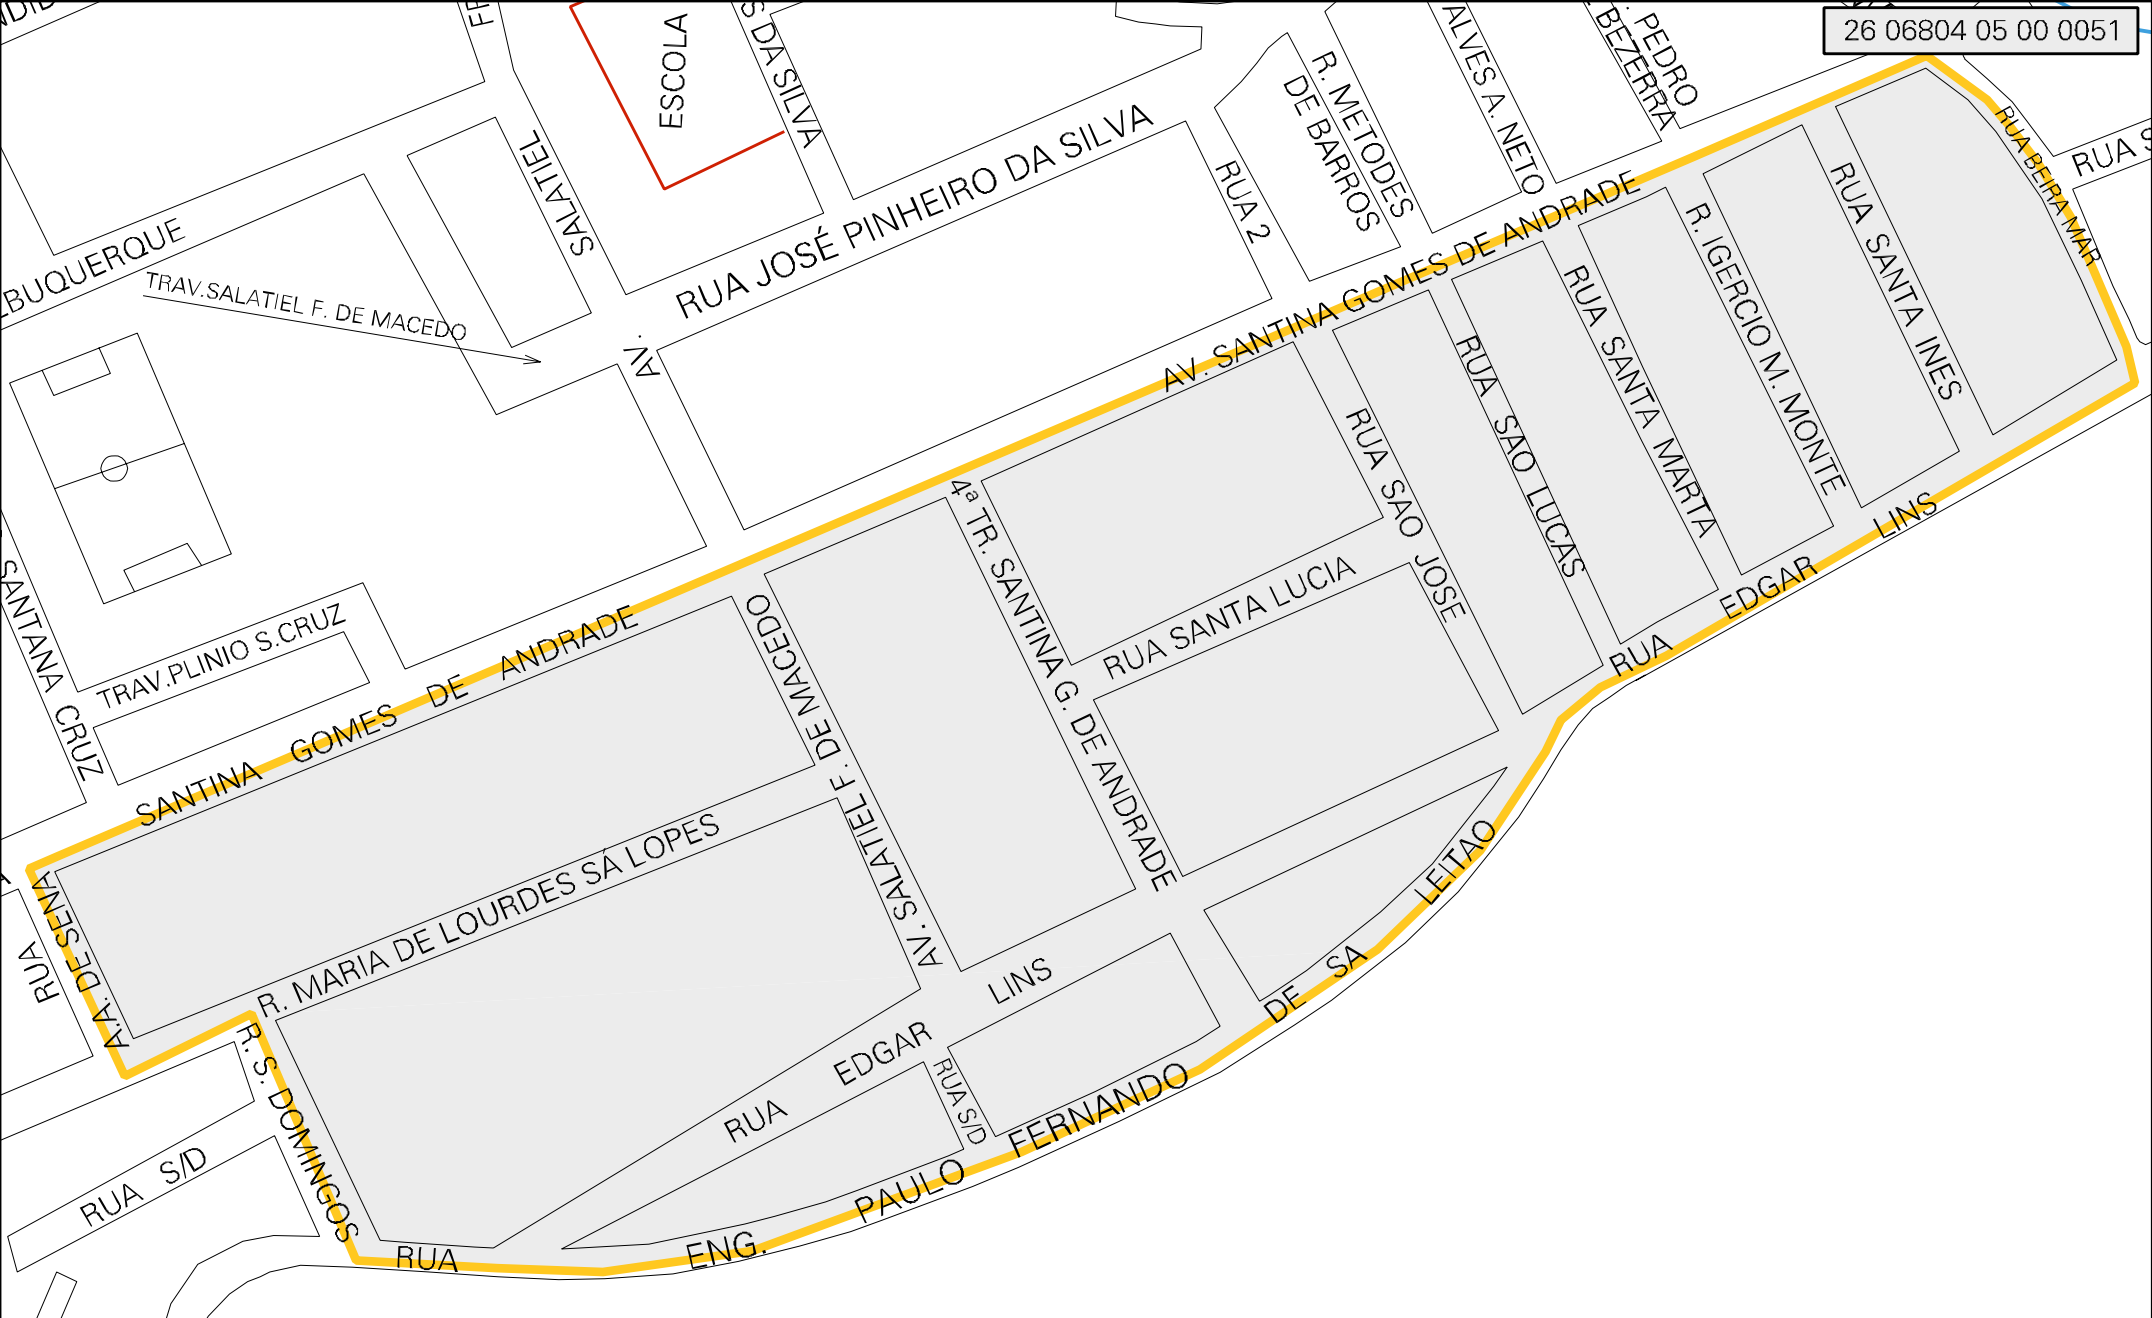 26 06804 05 00 0051
ESCOLA
S DA SILVA
ALVES A. NETO
PEDRO
BEZERRA
R. METODES
DE BARROS
RUA 2
SALATIEL
AV.
RUA JOSÉ PINHEIRO DA SILVA
BUQUERQUE
TRAV.SALATIEL F. DE MACEDO
RUA S
RUA BEIRA MAR
AV. SANTINA GOMES DE ANDRADE
RUA SANTA INES
R. IGERCIO M. MONTE
RUA SANTA MARTA
RUA SAO LUCAS
RUA SAO JOSE
RUA SANTA LUCIA
4ª TR. SANTINA G. DE ANDRADE
SANTANA CRUZ
TRAV.PLINIO S.CRUZ
SANTINA GOMES DE ANDRADE
AV. SALATIEL F. DE MACEDO
R. MARIA DE LOURDES SÁ LOPES
RUA
A.A. DE SENA
R. S. DOMINGOS
RUA S/D
RUA EDGAR LINS
RUA EDGAR LINS
RUA S/D
RUA ENG. PAULO FERNANDO DE SA LEITAO